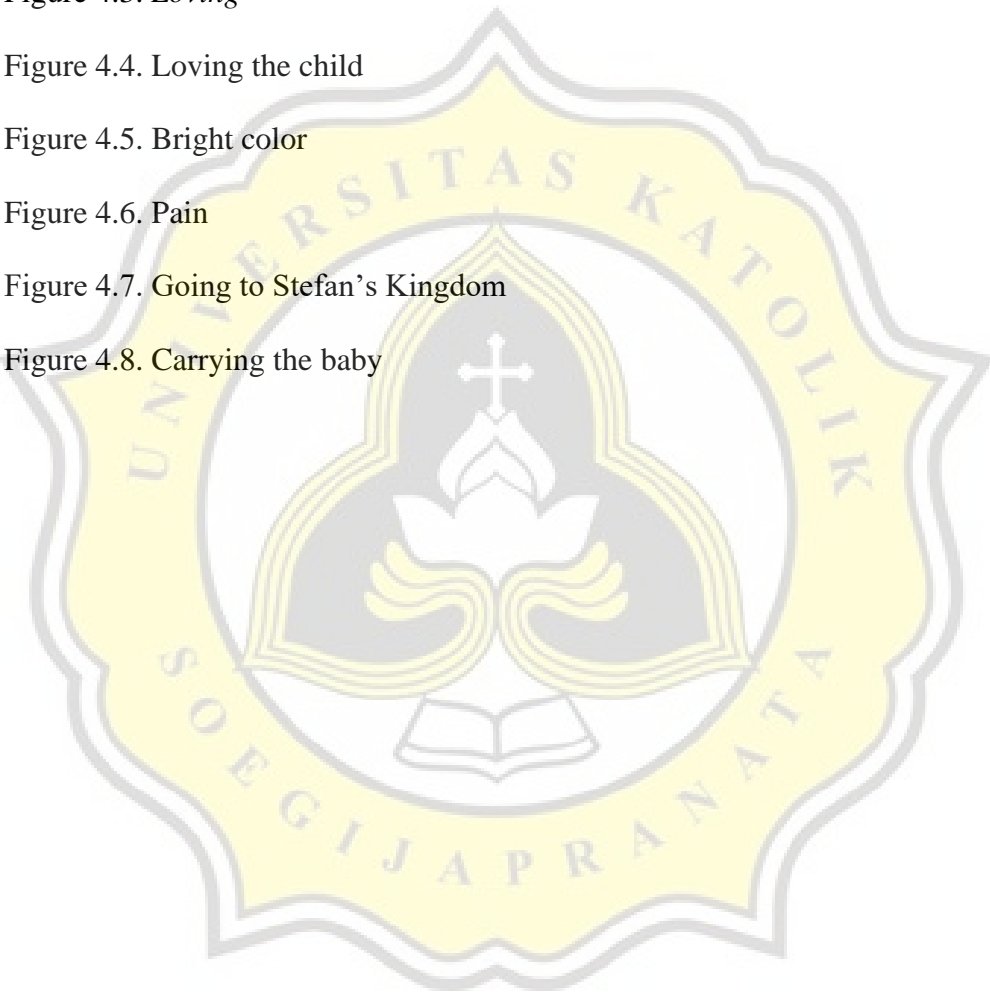 Figure 4.3. Loving
Figure 4.4. Loving the child
Figure 4.5. Bright color
Figure 4.6. Pain
Figure 4.7. Going to Stefan’s Kingdom
Figure 4.8. Carrying the baby
UNIVERSITAS KATOLIK
SOEGIJAPRANATA